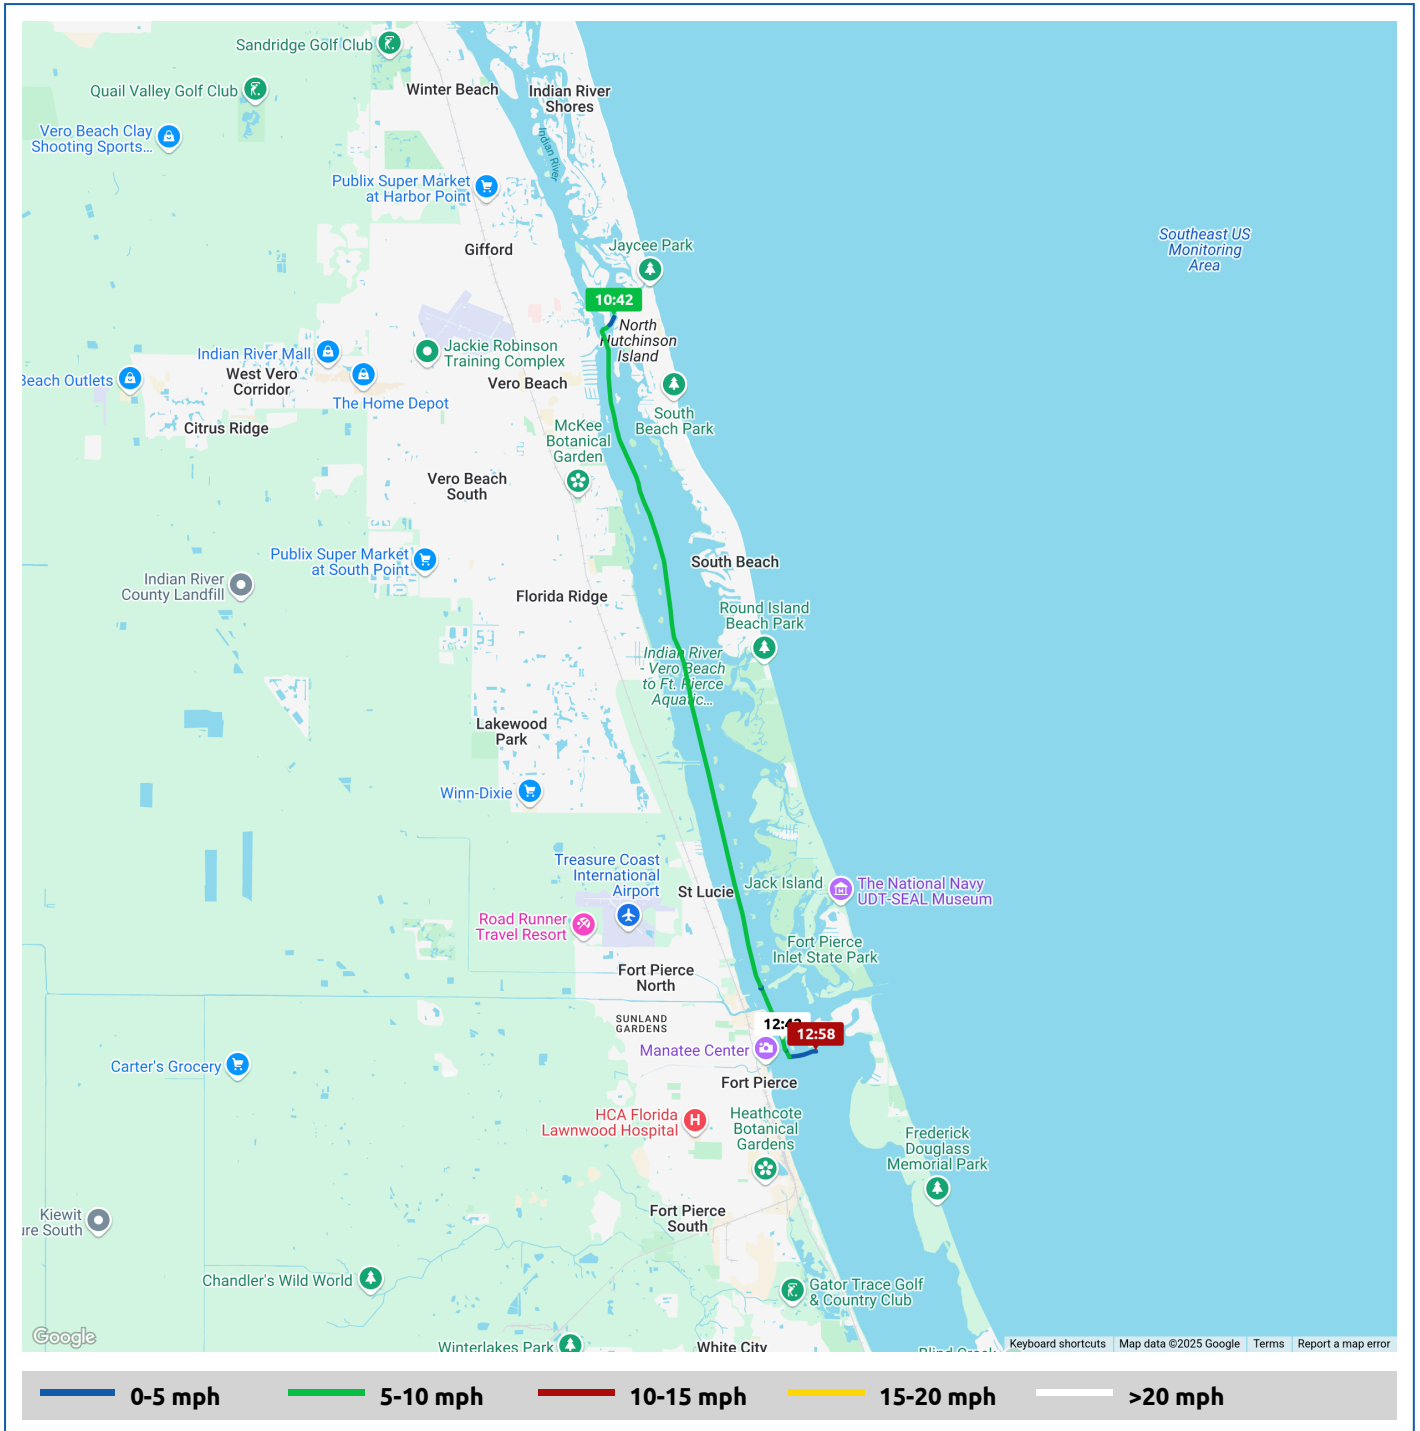 Sandridge Golf Club
Quail Valley Golf Club
Winter Beach
Indian River
Shores
Vero Beach Clay
Shooting Sports...
Indian River
Publix Super Market
at Harbor Point
Gifford
Jaycee Park
Southeast US
Monitoring
Area
10:42
North
Hutchinson
Island
Jackie Robinson
Training Complex
Indian River Mall
West Vero
Corridor
Beach Outlets
Vero Beach
The Home Depot
Citrus Ridge
South
Beach Park
McKee
Botanical
Garden
Vero Beach
South
Publix Super Market
at South Point
South Beach
Indian River
County Landfill
Florida Ridge
Round Island
Beach Park
Indian River
- Vero Beach
to Ft. Pierce
Aquatic...
Lakewood
Park
Winn-Dixie
Treasure Coast
International
Airport
St Lucie
Jack Island
The National Navy
UDT-SEAL Museum
Road Runner
Travel Resort
Fort Pierce
Inlet State Park
Fort Pierce
North
SUNLAND
GARDENS
12:42
12:58
Manatee Center
Carter's Grocery
Fort Pierce
HCA Florida
Lawnwood Hospital
Heathcote
Botanical
Gardens
Frederick
Douglass
Memorial Park
Kiewit
ure South
Fort Pierce
South
Chandler's Wild World
Gator Trace Golf
& Country Club
Google
Winterlakes Park
White City
Keyboard shortcuts
Map data ©2025 Google
Terms
Report a map error
0-5 mph
5-10 mph
10-15 mph
15-20 mph
>20 mph